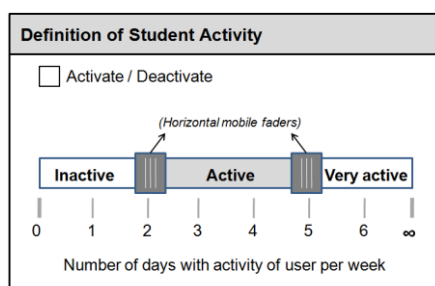 Definition of Student Activity
Activate / Deactivate
(Horizontal mobile faders)
Inactive Active Very active
0 1 2 3 4 5 6 ∞
Number of days with activity of user per week